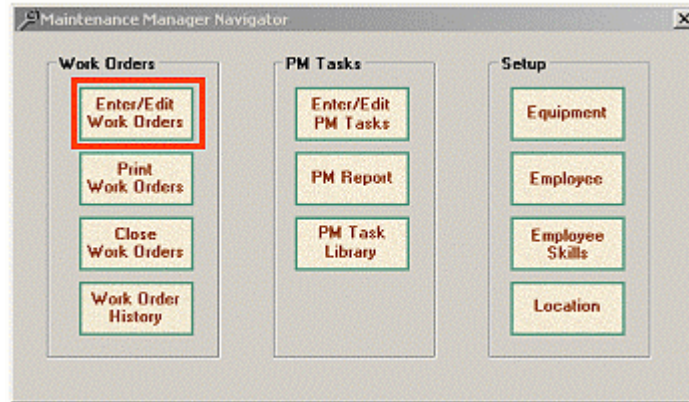 Maintenance Manager Navigator
Work Orders
Enter/Edit
Work Orders
Print
Work Orders
Close
Work Orders
Work Order
History
PM Tasks
Enter/Edit
PM Tasks
PM Report
PM Task
Library
Setup
Equipment
Employee
Employee
Skills
Location